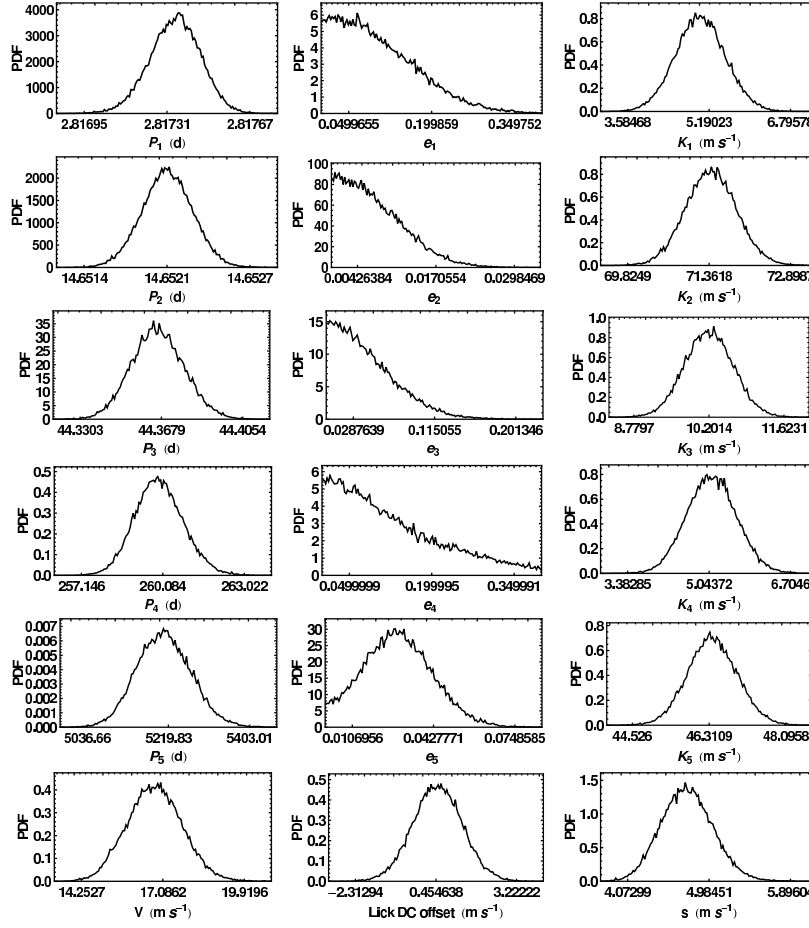 4000
3000
2000
1000
0
PDF
2.81695 2.81731 2.81767
P1 (d)
6
5
4
3
2
1
0
PDF
0.0499655 0.199859 0.349752
e1
0.8
0.6
0.4
0.2
0.0
PDF
3.58468 5.19023 6.79578
K1 (m s−1)
2000
1500
1000
500
0
PDF
14.6514 14.6521 14.6527
P2 (d)
100
80
60
40
20
0
PDF
0.00426384 0.0170554 0.0298469
e2
0.8
0.6
0.4
0.2
0.0
PDF
69.8249 71.3618 72.8987
K2 (m s−1)
35
30
25
20
15
10
5
0
PDF
44.3303 44.3679 44.4054
P3 (d)
15
10
5
0
PDF
0.0287639 0.115055 0.201346
e3
1.0
0.8
0.6
0.4
0.2
0.0
PDF
8.7797 10.2014 11.6231
K3 (m s−1)
0.5
0.4
0.3
0.2
0.1
0.0
PDF
257.146 260.084 263.022
P4 (d)
6
5
4
3
2
1
0
PDF
0.0499999 0.199995 0.349991
e4
0.8
0.6
0.4
0.2
0.0
PDF
3.38285 5.04372 6.7046
K4 (m s−1)
0.007
0.006
0.005
0.004
0.003
0.002
0.001
0.000
PDF
5036.66 5219.83 5403.01
P5 (d)
30
25
20
15
10
5
0
PDF
0.0106956 0.0427771 0.0748585
e5
0.8
0.6
0.4
0.2
0.0
PDF
44.526 46.3109 48.0958
K5 (m s−1)
0.4
0.3
0.2
0.1
0.0
PDF
14.2527 17.0862 19.9196
V (m s−1)
0.5
0.4
0.3
0.2
0.1
0.0
PDF
−2.31294 0.454638 3.22222
Lick DC offset (m s−1)
1.5
1.0
0.5
0.0
PDF
4.07299 4.98451 5.89604
s (m s−1)